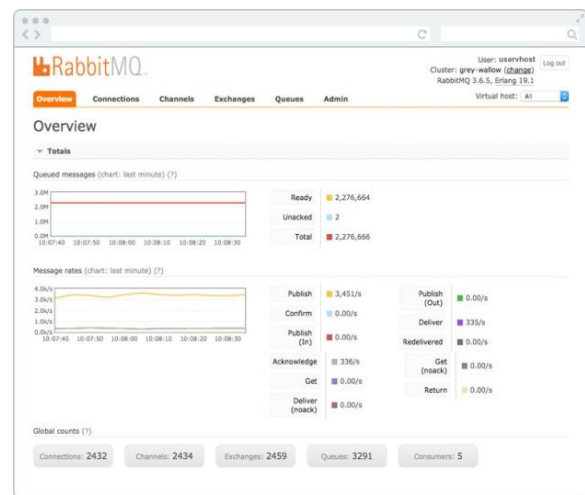 RabbitMQ
User: uservhost
Log out
Cluster: grey-wallow (change)
RabbitMQ 3.6.5, Erlang 19.1
Overview Connections Channels Exchanges Queues Admin
Virtual host: All
Overview
Totals
Queued messages (chart: last minute) (?)
3.0M
2.0M
1.0M
0.0M
10:07:40 10:07:50 10:08:00 10:08:10 10:08:20 10:08:30
Ready 2,276,664
Unacked 2
Total 2,276,666
Message rates (chart: last minute) (?)
4.0k/s
3.0k/s
2.0k/s
1.0k/s
0.0k/s
10:07:40 10:07:50 10:08:00 10:08:10 10:08:20 10:08:30
Publish 3,451/s
Confirm 0.00/s
Publish
(In) 0.00/s
Acknowledge 336/s
Get 0.00/s
Deliver
(noack) 0.00/s
Publish
(Out) 0.00/s
Deliver 335/s
Redelivered 0.00/s
Get
(noack) 0.00/s
Return 0.00/s
Global counts (?)
Connections: 2432 Channels: 2434 Exchanges: 2459 Queues: 3291 Consumers: 5